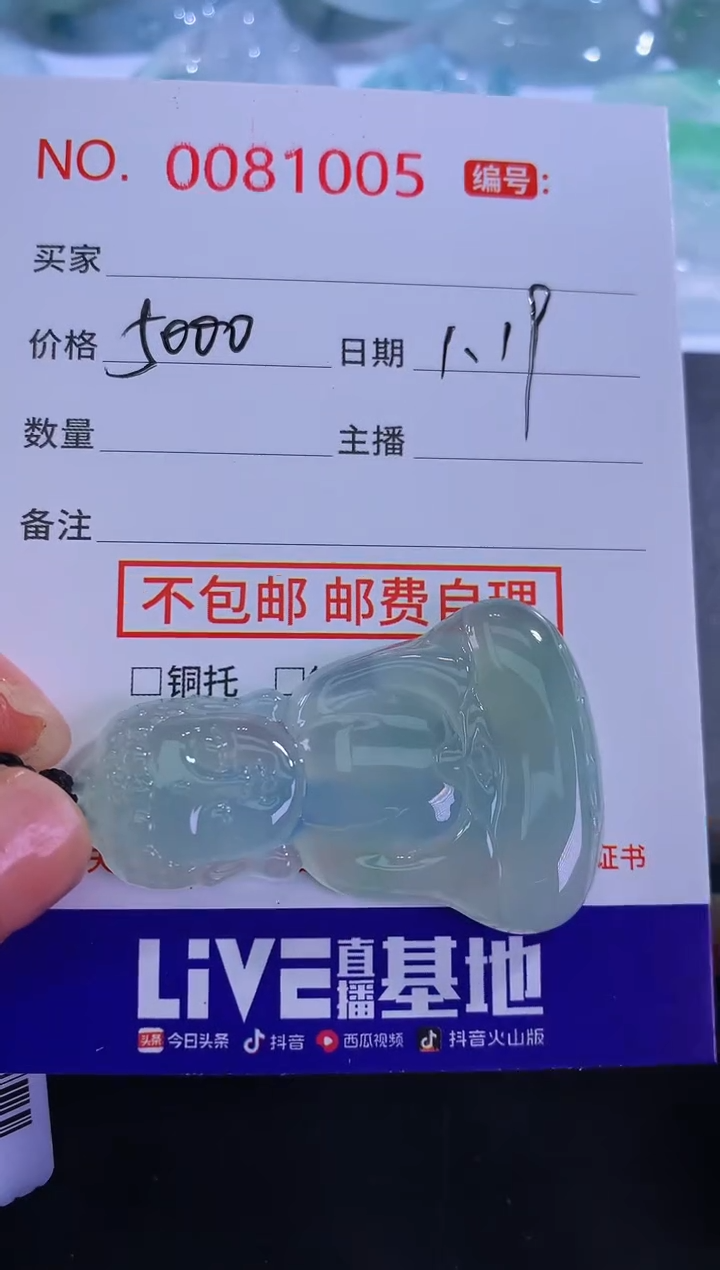 NO. 0081005 编号:
买家
价格 5000 日期 1、19
数量 主播
备注
不包邮 邮费自理
□铜托 □
证书
LiVE直播基地
头条 今日头条 抖音 西瓜视频 抖音火山版